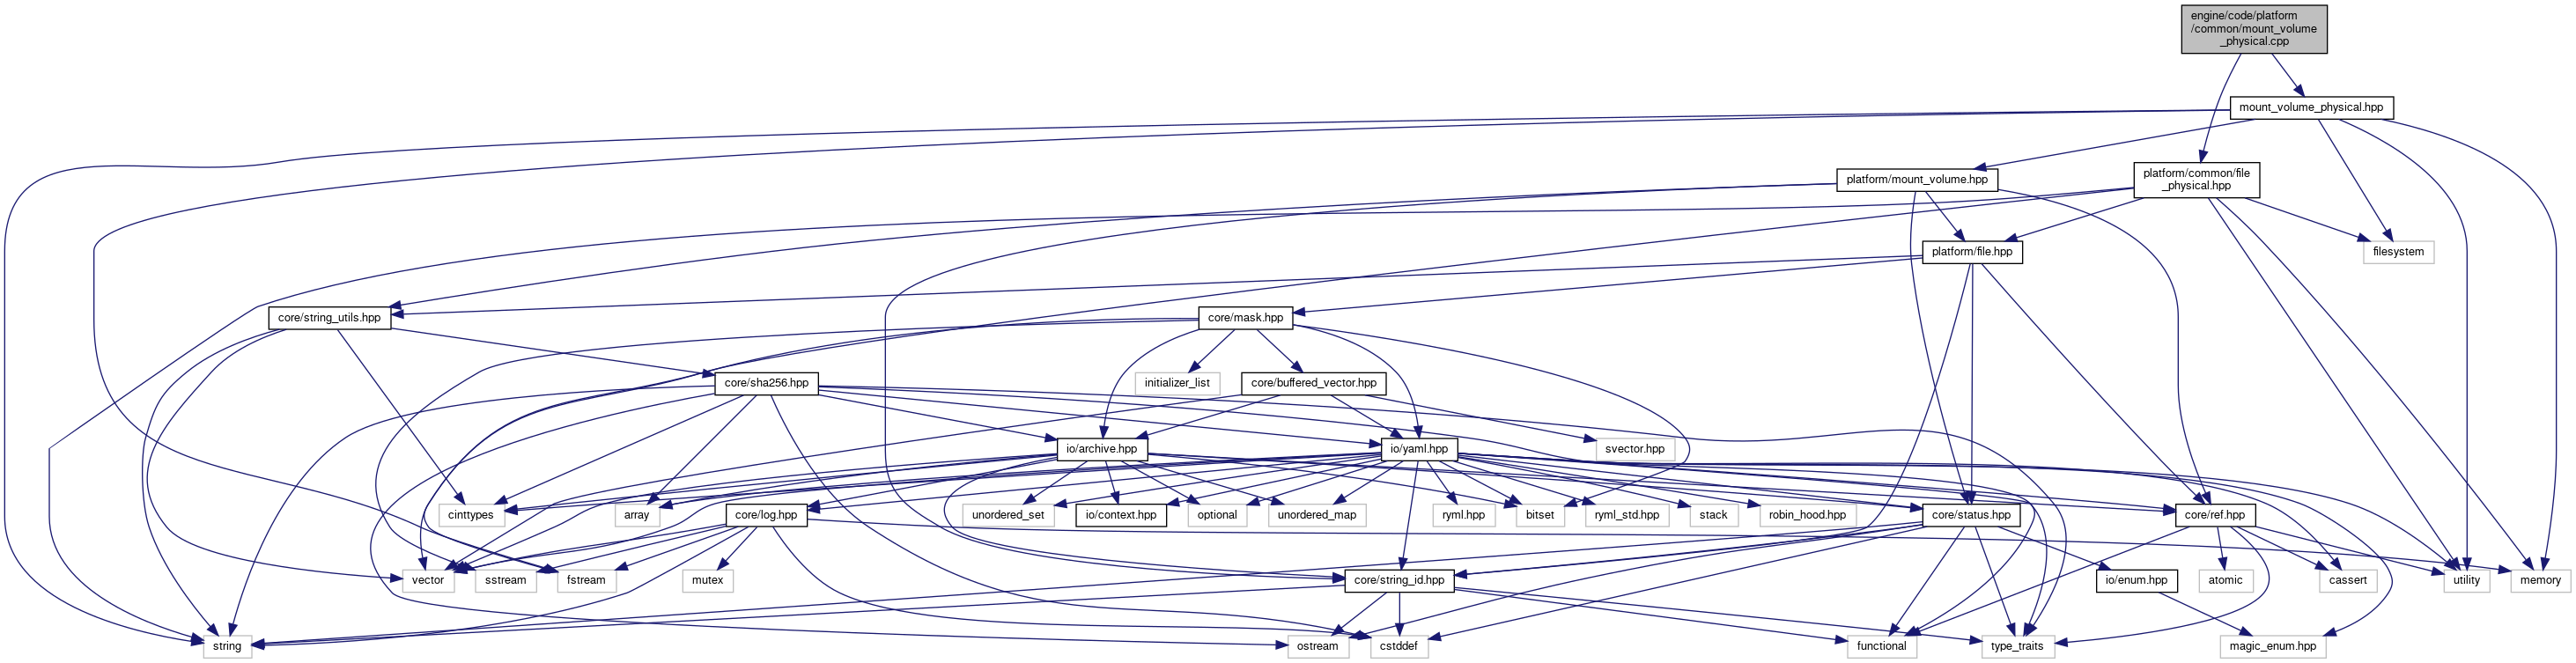 engine/code/platform
/common/mount_volume
_physical.cpp
mount_volume_physical.hpp
platform/mount_volume.hpp
platform/common/file
_physical.hpp
platform/file.hpp
filesystem
core/string_utils.hpp
core/mask.hpp
core/sha256.hpp
initializer_list
core/buffered_vector.hpp
io/archive.hpp
io/yaml.hpp
svector.hpp
cinttypes
array
core/log.hpp
unordered_set
io/context.hpp
optional
unordered_map
ryml.hpp
bitset
ryml_std.hpp
stack
robin_hood.hpp
core/status.hpp
core/ref.hpp
vector
sstream
fstream
mutex
core/string_id.hpp
io/enum.hpp
atomic
cassert
utility
memory
string
ostream
cstddef
functional
type_traits
magic_enum.hpp